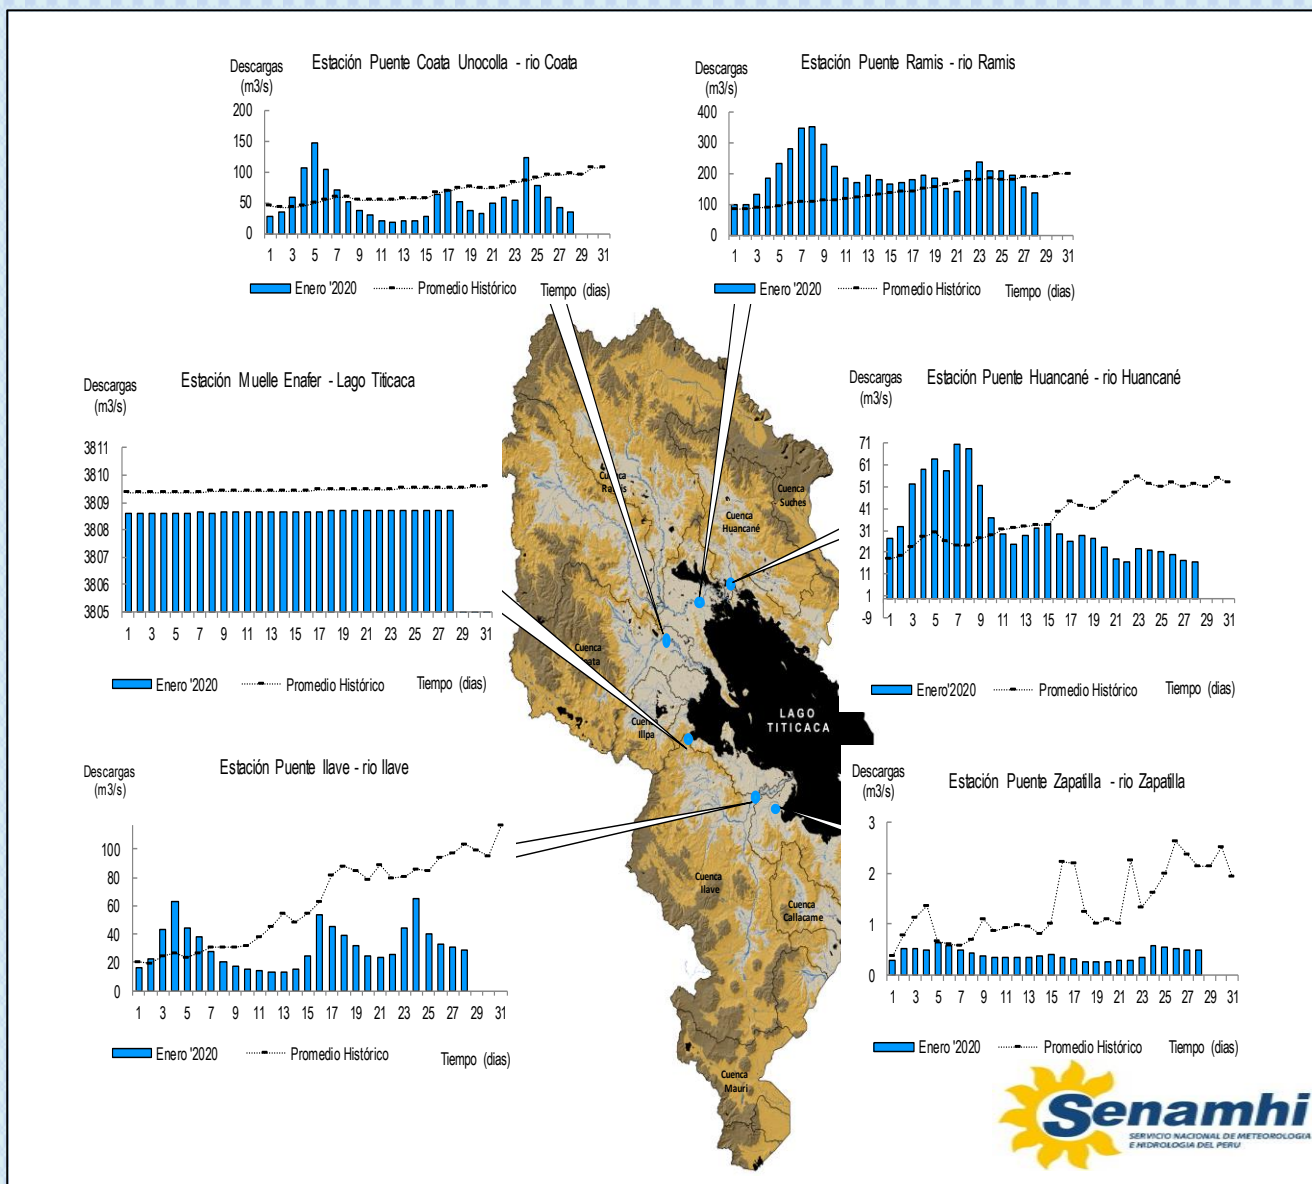 Estación Puente Coata Unocolla - rio Coata
Descargas
(m3/s)
200
150
100
50
0
1 3 5 7 9 11 13 15 17 19 21 23 25 27 29 31
Enero '2020 Promedio Histórico Tiempo (dias)
Estación Puente Ramis - rio Ramis
Descargas
(m3/s)
400
300
200
100
0
1 3 5 7 9 11 13 15 17 19 21 23 25 27 29 31
Enero '2020 Promedio Histórico Tiempo (dias)
Estación Muelle Enafer - Lago Titicaca
Descargas
(m3/s)
3811
3810
3809
3808
3807
3806
3805
1 3 5 7 9 11 13 15 17 19 21 23 25 27 29 31
Enero '2020 Promedio Histórico Tiempo (dias)
Estación Puente Huancané - rio Huancané
Descargas
(m3/s)
71
61
51
41
31
21
11
1
-9
1 3 5 7 9 11 13 15 17 19 21 23 25 27 29 31
Enero'2020 Promedio Histórico Tiempo (dias)
Cuenca
Cuenca
Suches
Cuenca
Huancané
Cuenca
Cuenca
Illpa
LAGO
TITICACA
Cuenca
Ilave
Cuenca
Callacame
Cuenca
Mauri
Estación Puente Ilave - rio Ilave
Descargas
(m3/s)
100
80
60
40
20
0
1 3 5 7 9 11 13 15 17 19 21 23 25 27 29 31
Enero '2020 Promedio Histórico Tiempo (dias)
Estación Puente Zapatilla - rio Zapatilla
Descargas
(m3/s)
3
2
1
0
1 3 5 7 9 11 13 15 17 19 21 23 25 27 29 31
Enero '2020 Promedio Histórico Tiempo (dias)
Senamhi
SERVICIO NACIONAL DE METEOROLOGIA
E HIDROLOGIA DEL PERU